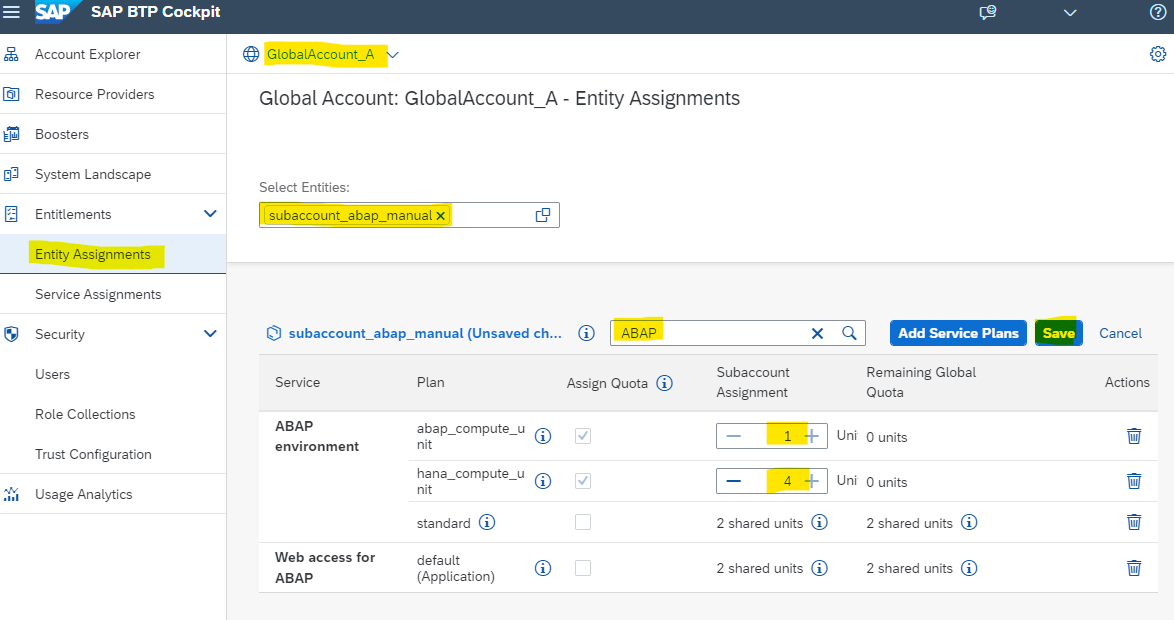 SAP SAP BTP Cockpit
Account Explorer
Resource Providers
Boosters
System Landscape
Entitlements
Entity Assignments
Service Assignments
Security
Users
Role Collections
Trust Configuration
Usage Analytics
GlobalAccount_A
Global Account: GlobalAccount_A - Entity Assignments
Select Entities:
subaccount_abap_manual
subaccount_abap_manual (Unsaved ch...
ABAP
Add Service Plans
Save
Cancel
Service
Plan
Assign Quota
Subaccount
Assignment
Remaining Global
Quota
Actions
ABAP
environment
abap_compute_u
nit
1
Uni
0 units
hana_compute_u
nit
4
Uni
0 units
standard
2 shared units
2 shared units
Web access for
ABAP
default
(Application)
2 shared units
2 shared units